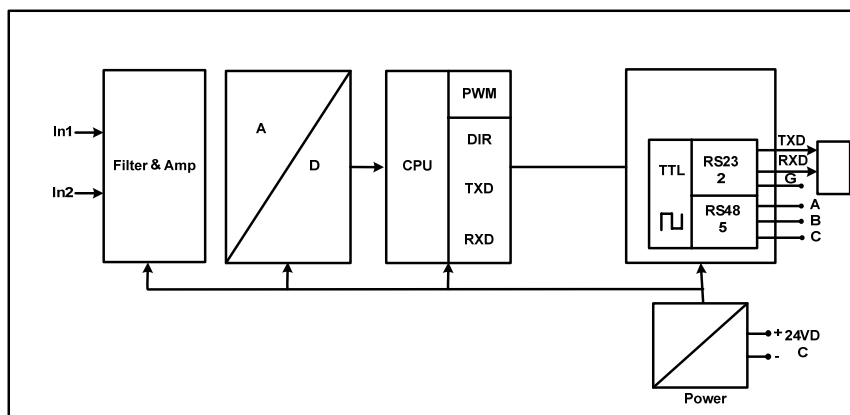 In1
In2
Filter & Amp
A
D
CPU
PWM
DIR
TXD
RXD
TTL
RS23
2
RS48
5
TXD
RXD
G
A
B
C
+ 24VD
- C
Power